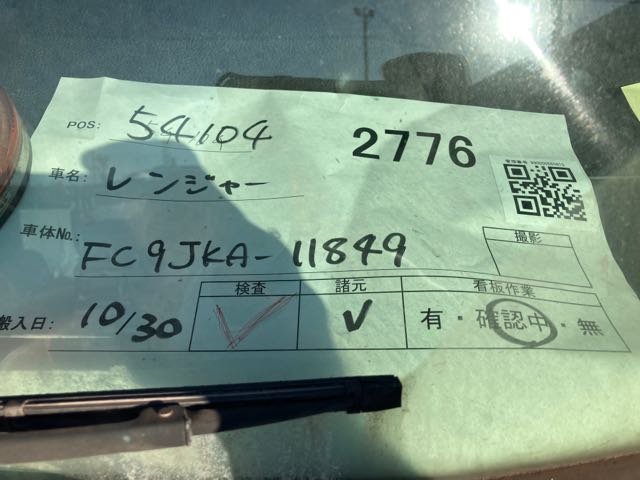 POS: 54104
2776
車名: レンジャー
車体No.: FC9JKA-11849
撮影
検査 諸元 看板作業
搬入日: 10/30 ✓ ✓ 有・確認中・無